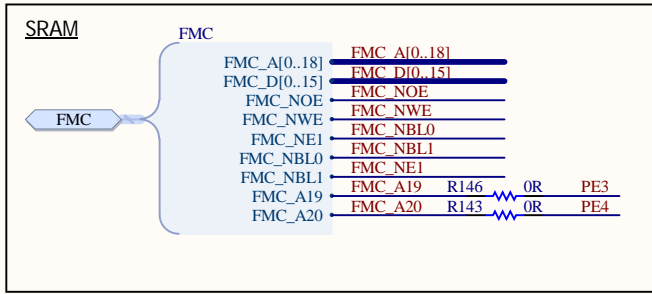 SRAM
FMC
FMC_A[0..18] FMC_A[0..18]
FMC_D[0..15] FMC_D[0..15]
FMC_NOE FMC_NOE
FMC_NWE FMC_NWE
FMC FMC_NE1 FMC_NBL0
FMC_NBL0 FMC_NBL1
FMC_NBL1 FMC_NE1
FMC_A19 FMC_A19 R146 0R PE3
FMC_A20 FMC_A20 R143 0R PE4